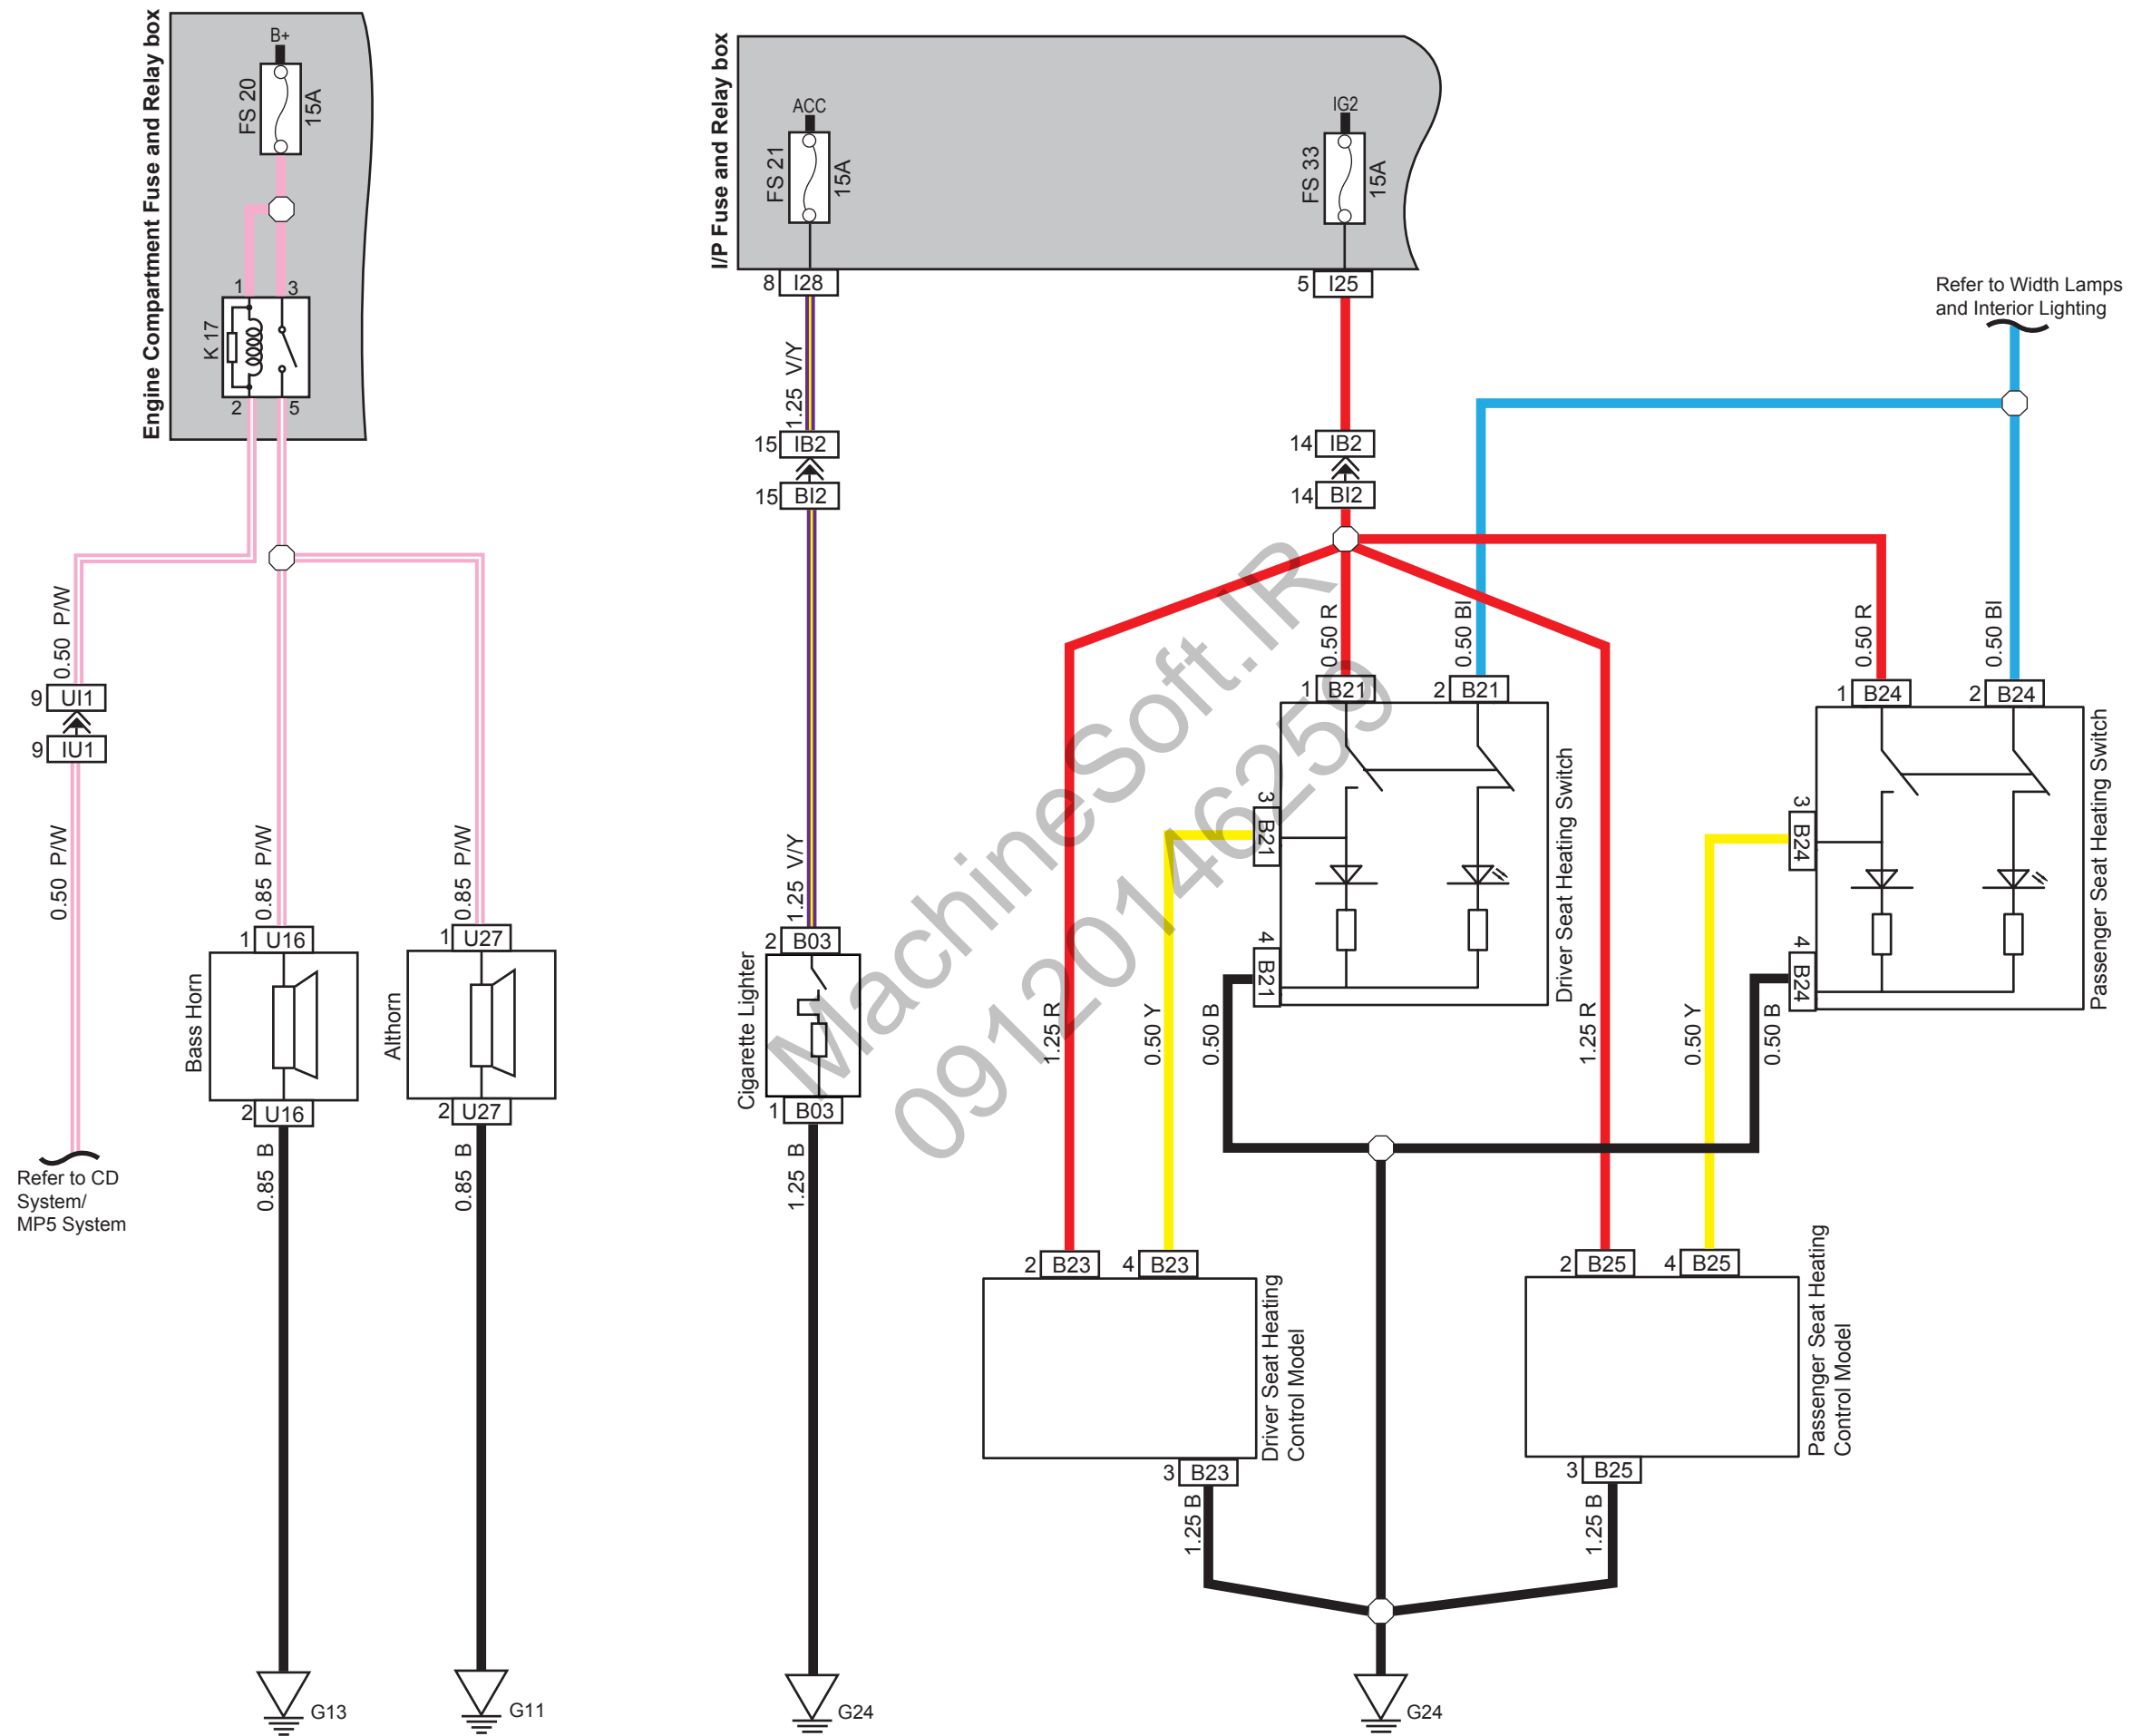 Engine Compartment Fuse and Relay box
B+
FS 20
15A
1
3
K 17
2
5
0.50 P/W
9 UI1
9 IU1
0.50 P/W
Refer to CD
System/
MP5 System
0.85 P/W
1 U16
Bass Horn
2 U16
0.85 B
G13
0.85 P/W
1 U27
Althorn
2 U27
0.85 B
G11
I/P Fuse and Relay box
ACC
FS 21
15A
8 I28
1.25 V/Y
15 IB2
15 BI2
1.25 V/Y
2 B03
Cigarette Lighter
1 B03
1.25 B
G24
IG2
FS 33
15A
5 I25
14 IB2
14 BI2
Refer to Width Lamps
and Interior Lighting
0.50 R
0.50 Bl
0.50 R
0.50 Bl
1 B21
2 B21
3 B21
4 B21
Driver Seat Heating Switch
1 B24
2 B24
3 B24
4 B24
Passenger Seat Heating Switch
1.25 R
0.50 Y
0.50 B
1.25 R
0.50 Y
0.50 B
2 B23
4 B23
Driver Seat Heating
Control Model
3 B23
1.25 B
2 B25
4 B25
Passenger Seat Heating
Control Model
3 B25
1.25 B
G24
MachineSoft.IR
09120146259